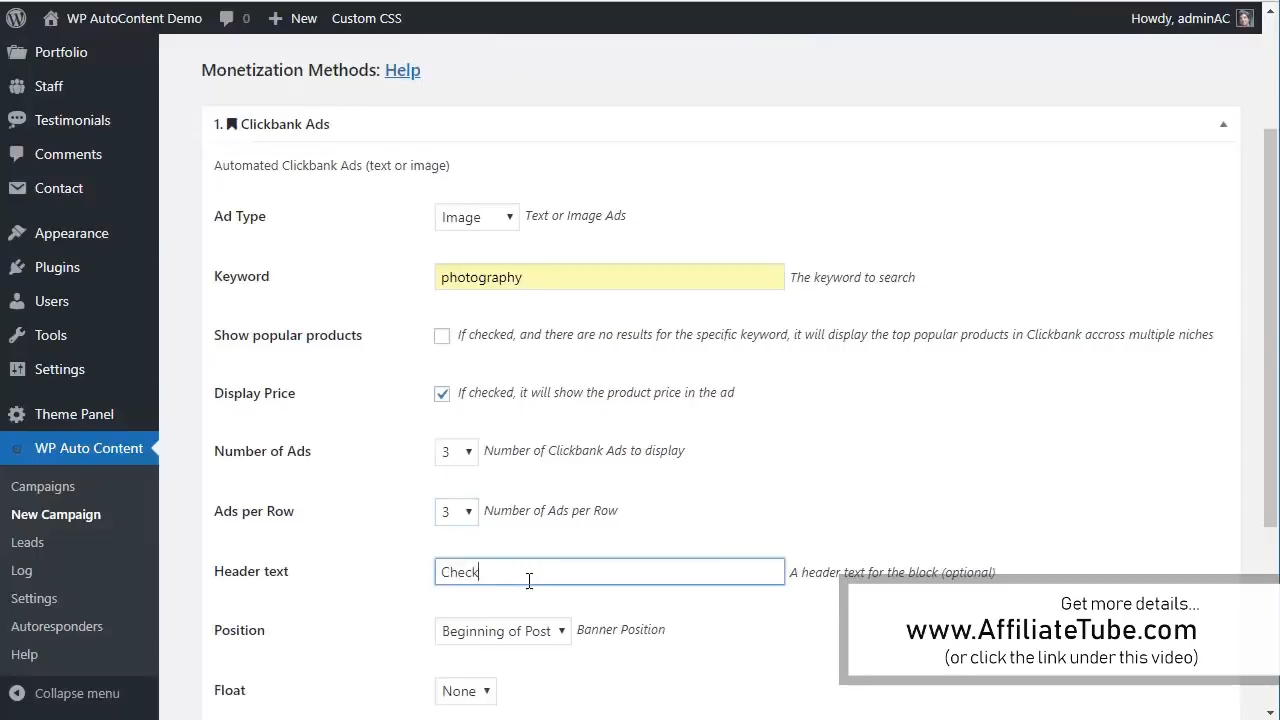 WP AutoContent Demo 0 New Custom CSS Howdy, adminAC
Portfolio
Staff
Testimonials
Comments
Contact
Appearance
Plugins
Users
Tools
Settings
Theme Panel
WP Auto Content
Campaigns
New Campaign
Leads
Log
Settings
Autoresponders
Help
Collapse menu
Monetization Methods: Help
1. Clickbank Ads
Automated Clickbank Ads (text or image)
Ad Type Image Text or Image Ads
Keyword photography The keyword to search
Show popular products If checked, and there are no results for the specific keyword, it will display the top popular products in Clickbank accross multiple niches
Display Price If checked, it will show the product price in the ad
Number of Ads 3 Number of Clickbank Ads to display
Ads per Row 3 Number of Ads per Row
Header text Check A header text for the block (optional)
Position Beginning of Post Banner Position
Float None
Get more details...
www.AffiliateTube.com
(or click the link under this video)